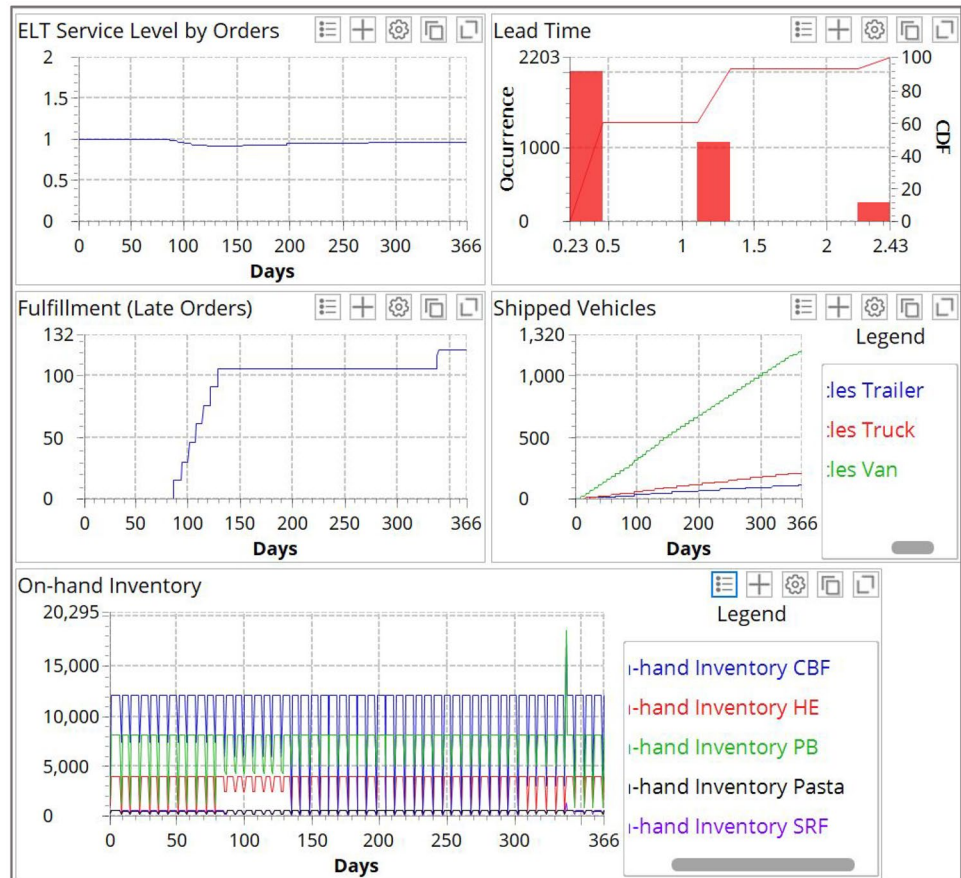 ELT Service Level by Orders
2
1.5
1
0.5
0
0 50 100 150 200 250 300 366
Days
Lead Time
2203
1000
0
Occurrence
100
80
60
40
20
0
CDF
0.23 0.5 1 1.5 2 2.43
Fulfillment (Late Orders)
132
100
50
0
0 50 100 150 200 250 300 366
Days
Shipped Vehicles
1,320
1,000
500
0
0 100 200 300 366
Days
Legend
:les Trailer
:les Truck
:les Van
On-hand Inventory
20,295
15,000
10,000
5,000
0
0 50 100 150 200 250 300 366
Days
Legend
ı-hand Inventory CBF
ı-hand Inventory HE
ı-hand Inventory PB
ı-hand Inventory Pasta
ı-hand Inventory SRF